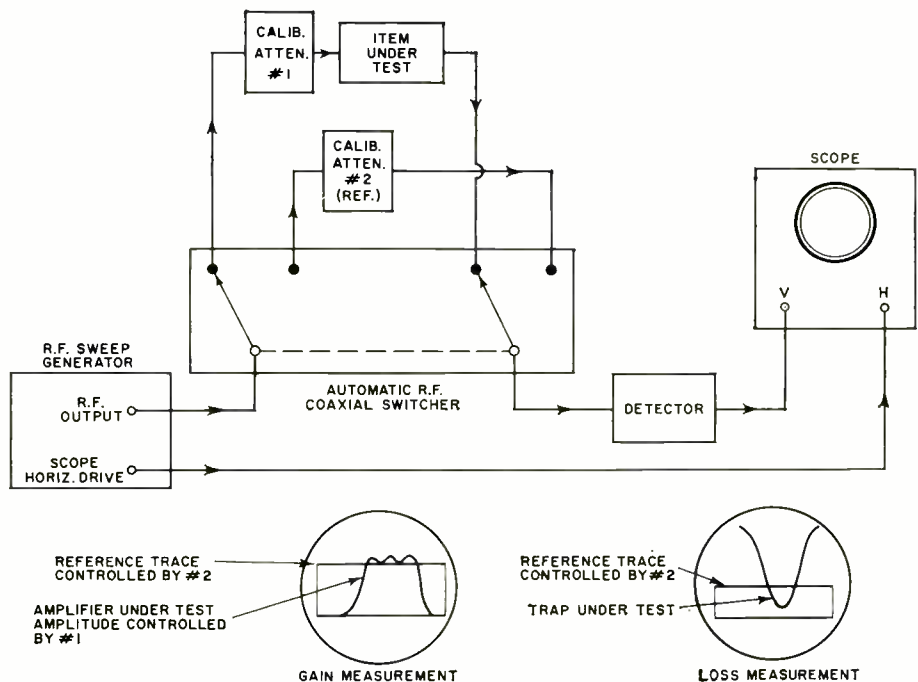 CALIB.
ATTEN.
#1
ITEM
UNDER
TEST
CALIB.
ATTEN.
#2
(REF.)
SCOPE
V
H
R.F. SWEEP
GENERATOR
R.F.
OUTPUT
SCOPE
HORIZ. DRIVE
AUTOMATIC R.F.
COAXIAL SWITCHER
DETECTOR
REFERENCE TRACE
CONTROLLED BY #2
AMPLIFIER UNDER TEST
AMPLITUDE CONTROLLED
BY #1
GAIN MEASUREMENT
REFERENCE TRACE
CONTROLLED BY #2
TRAP UNDER TEST
LOSS MEASUREMENT